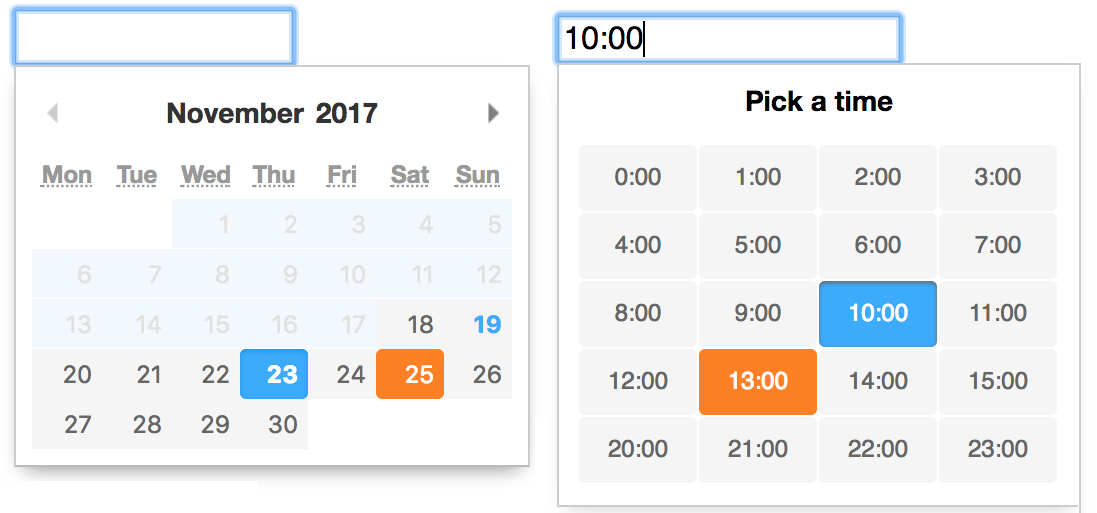 November 2017
Mon Tue Wed Thu Fri Sat Sun
1 2 3 4 5
6 7 8 9 10 11 12
13 14 15 16 17 18 19
20 21 22 23 24 25 26
27 28 29 30
10:00
Pick a time
0:00 1:00 2:00 3:00
4:00 5:00 6:00 7:00
8:00 9:00 10:00 11:00
12:00 13:00 14:00 15:00
20:00 21:00 22:00 23:00